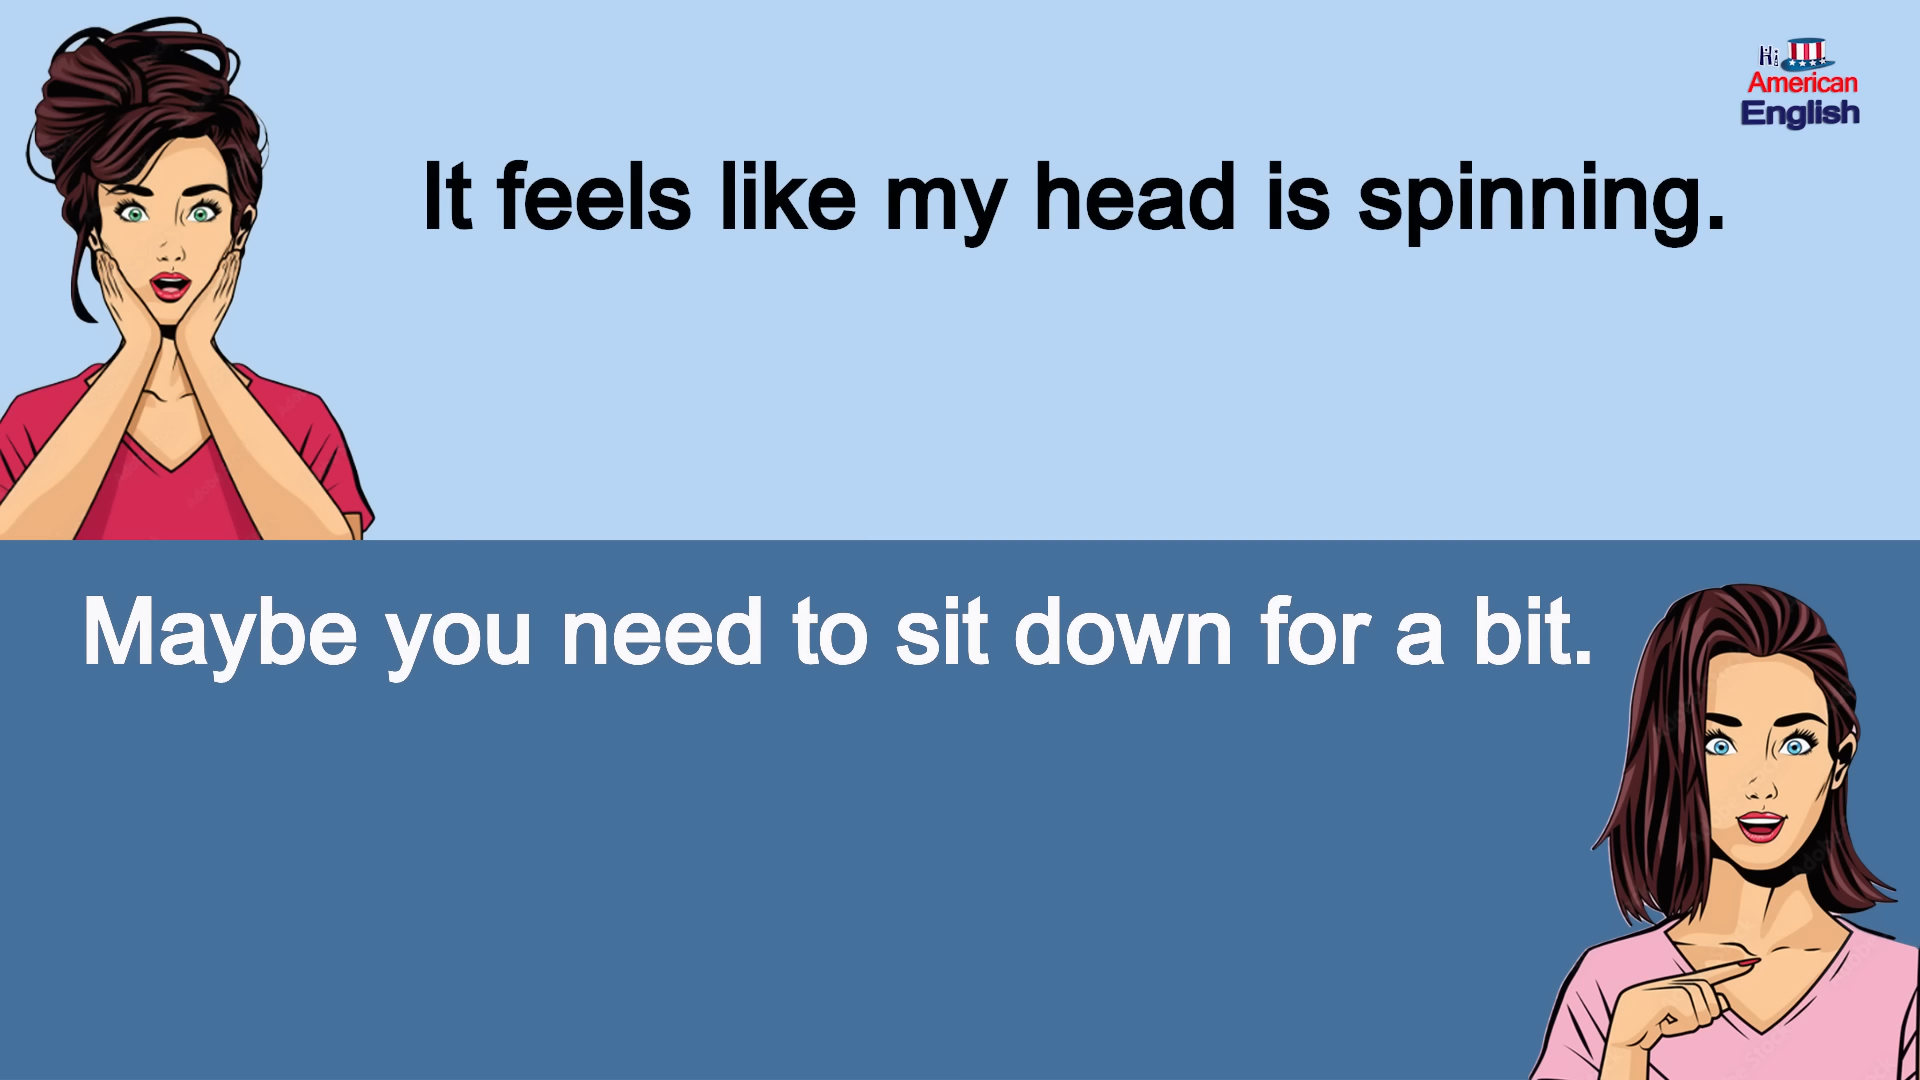 Hi
American
English
It feels like my head is spinning.
Maybe you need to sit down for a bit.